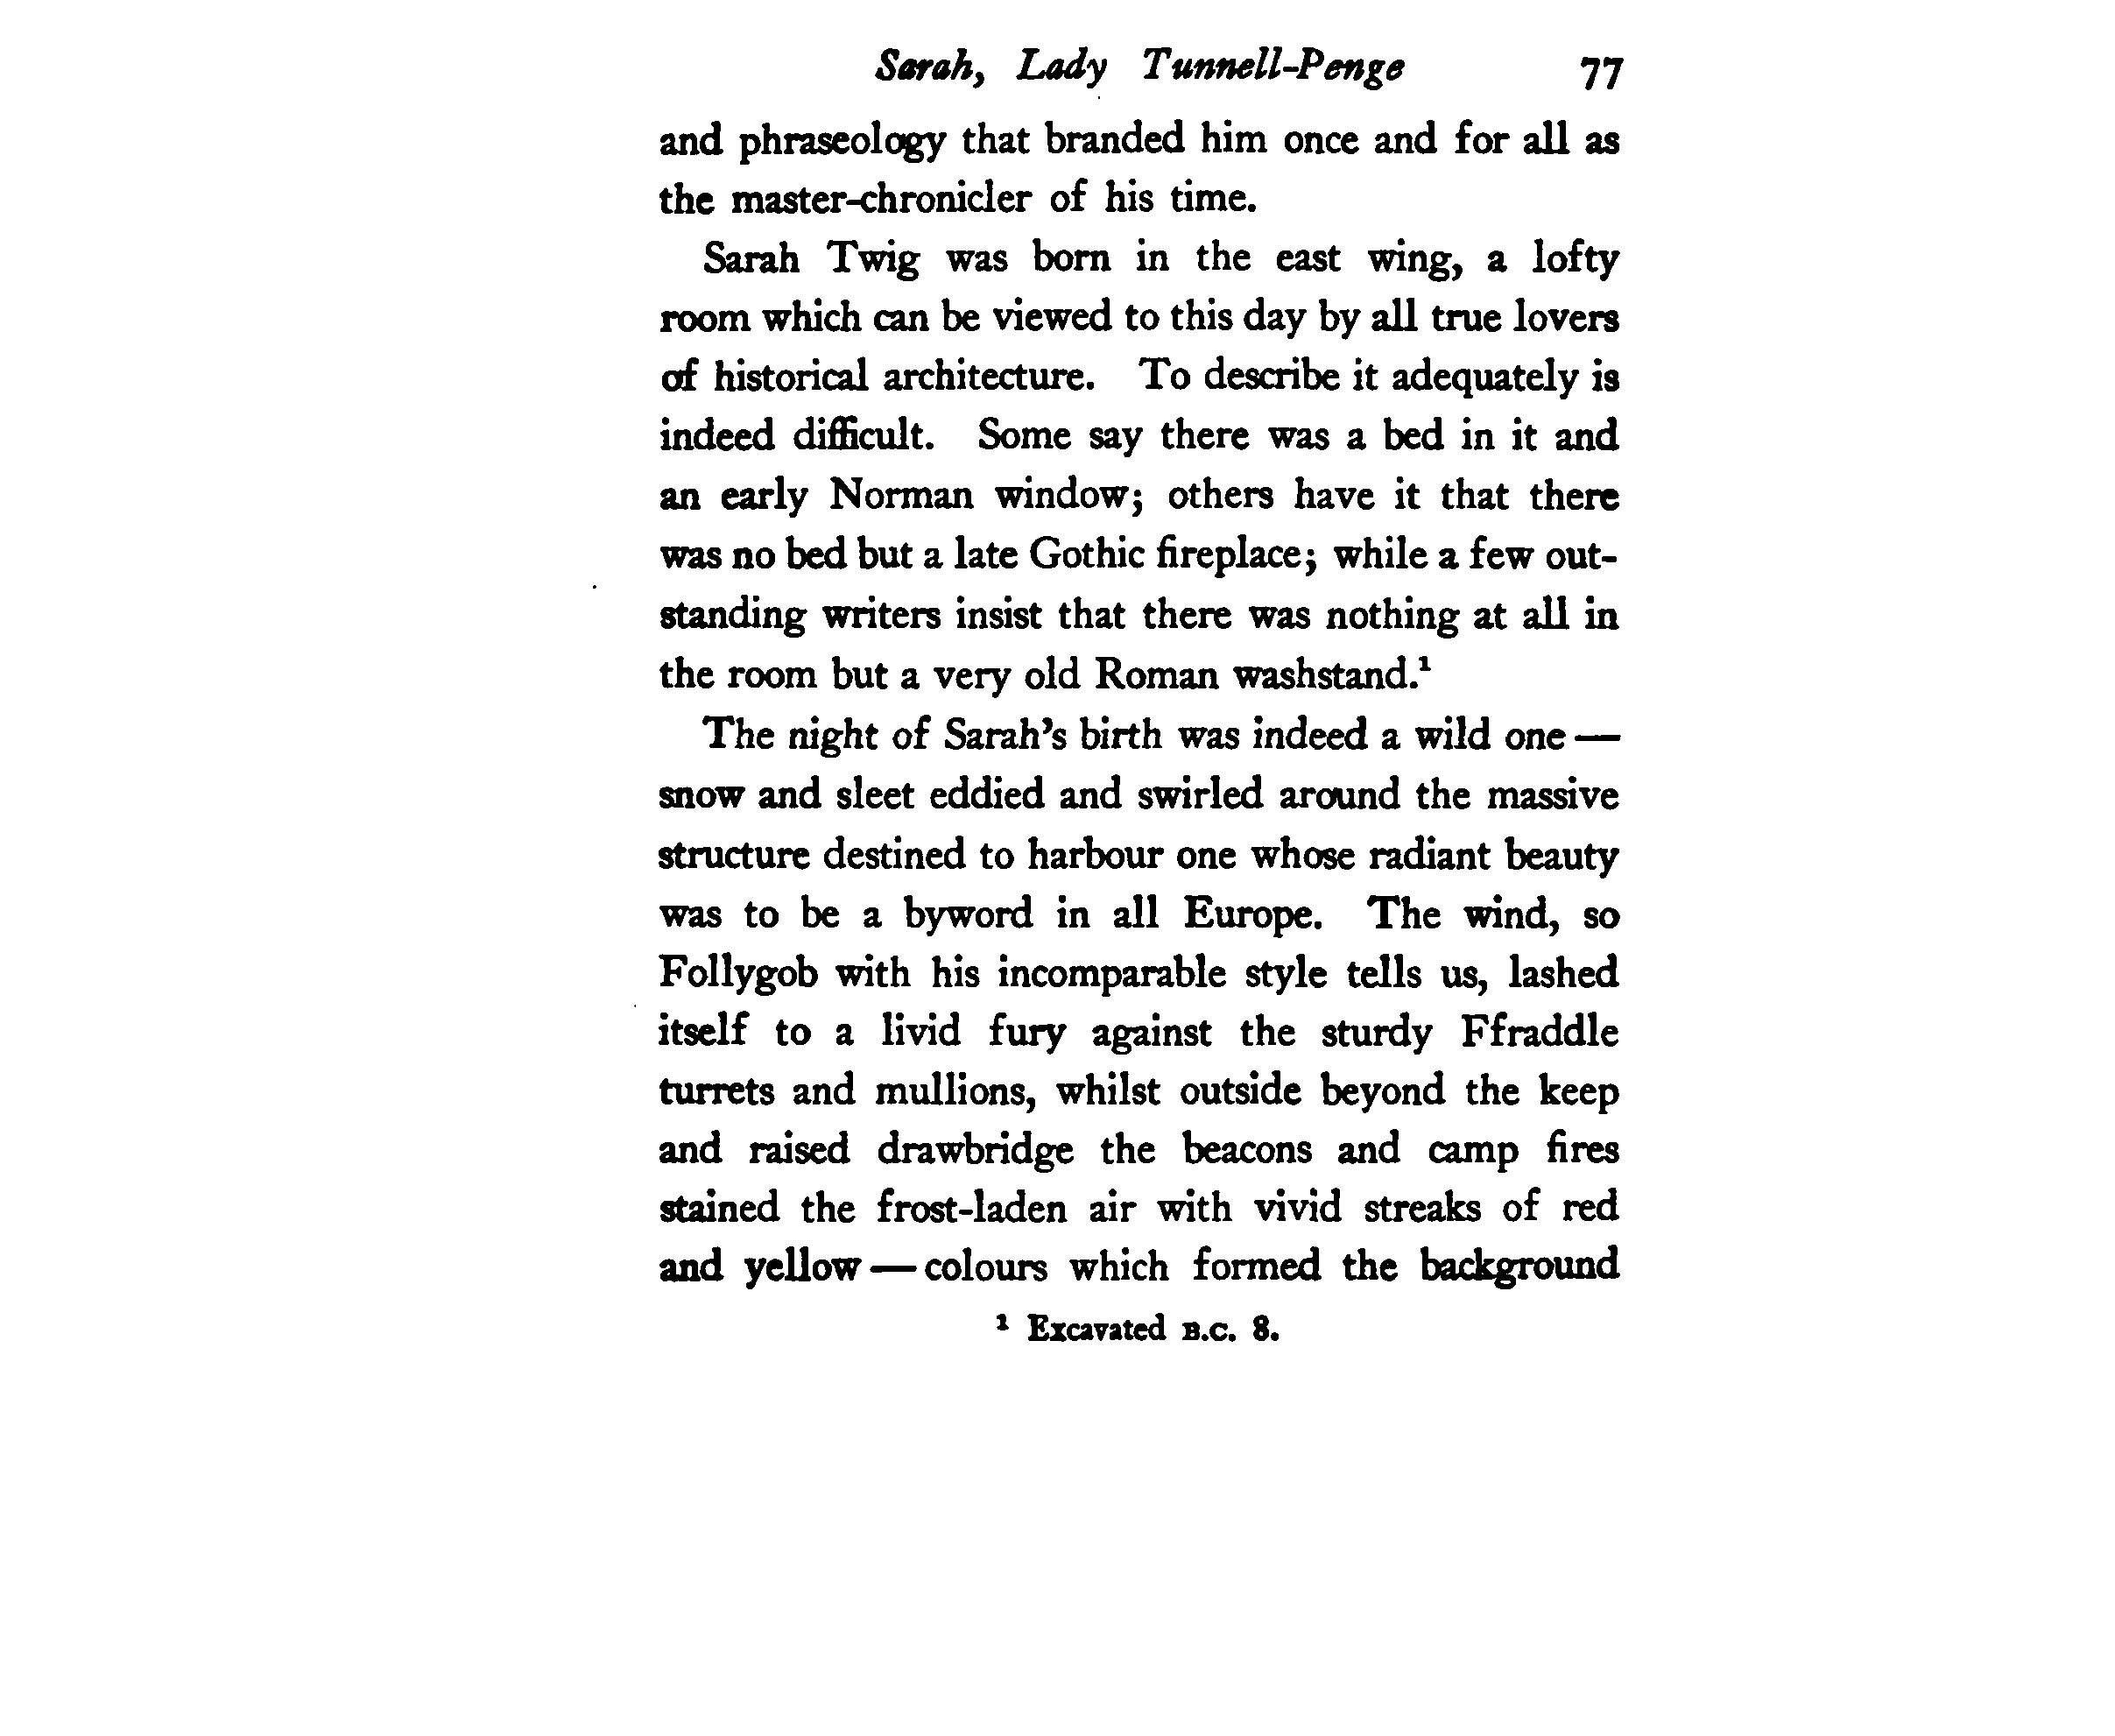 Sarah, Lady Tunnell-Penge 77
and phraseology that branded him once and for all as
the master-chronicler of his time.
Sarah Twig was born in the east wing, a lofty
room which can be viewed to this day by all true lovers
of historical architecture. To describe it adequately is
indeed difficult. Some say there was a bed in it and
an early Norman window; others have it that there
was no bed but a late Gothic fireplace; while a few out-
standing writers insist that there was nothing at all in
the room but a very old Roman washstand.¹
The night of Sarah's birth was indeed a wild one —
snow and sleet eddied and swirled around the massive
structure destined to harbour one whose radiant beauty
was to be a byword in all Europe. The wind, so
Follygob with his incomparable style tells us, lashed
itself to a livid fury against the sturdy Ffraddle
turrets and mullions, whilst outside beyond the keep
and raised drawbridge the beacons and camp fires
stained the frost-laden air with vivid streaks of red
and yellow — colours which formed the background
¹ Excavated B.C. 8.